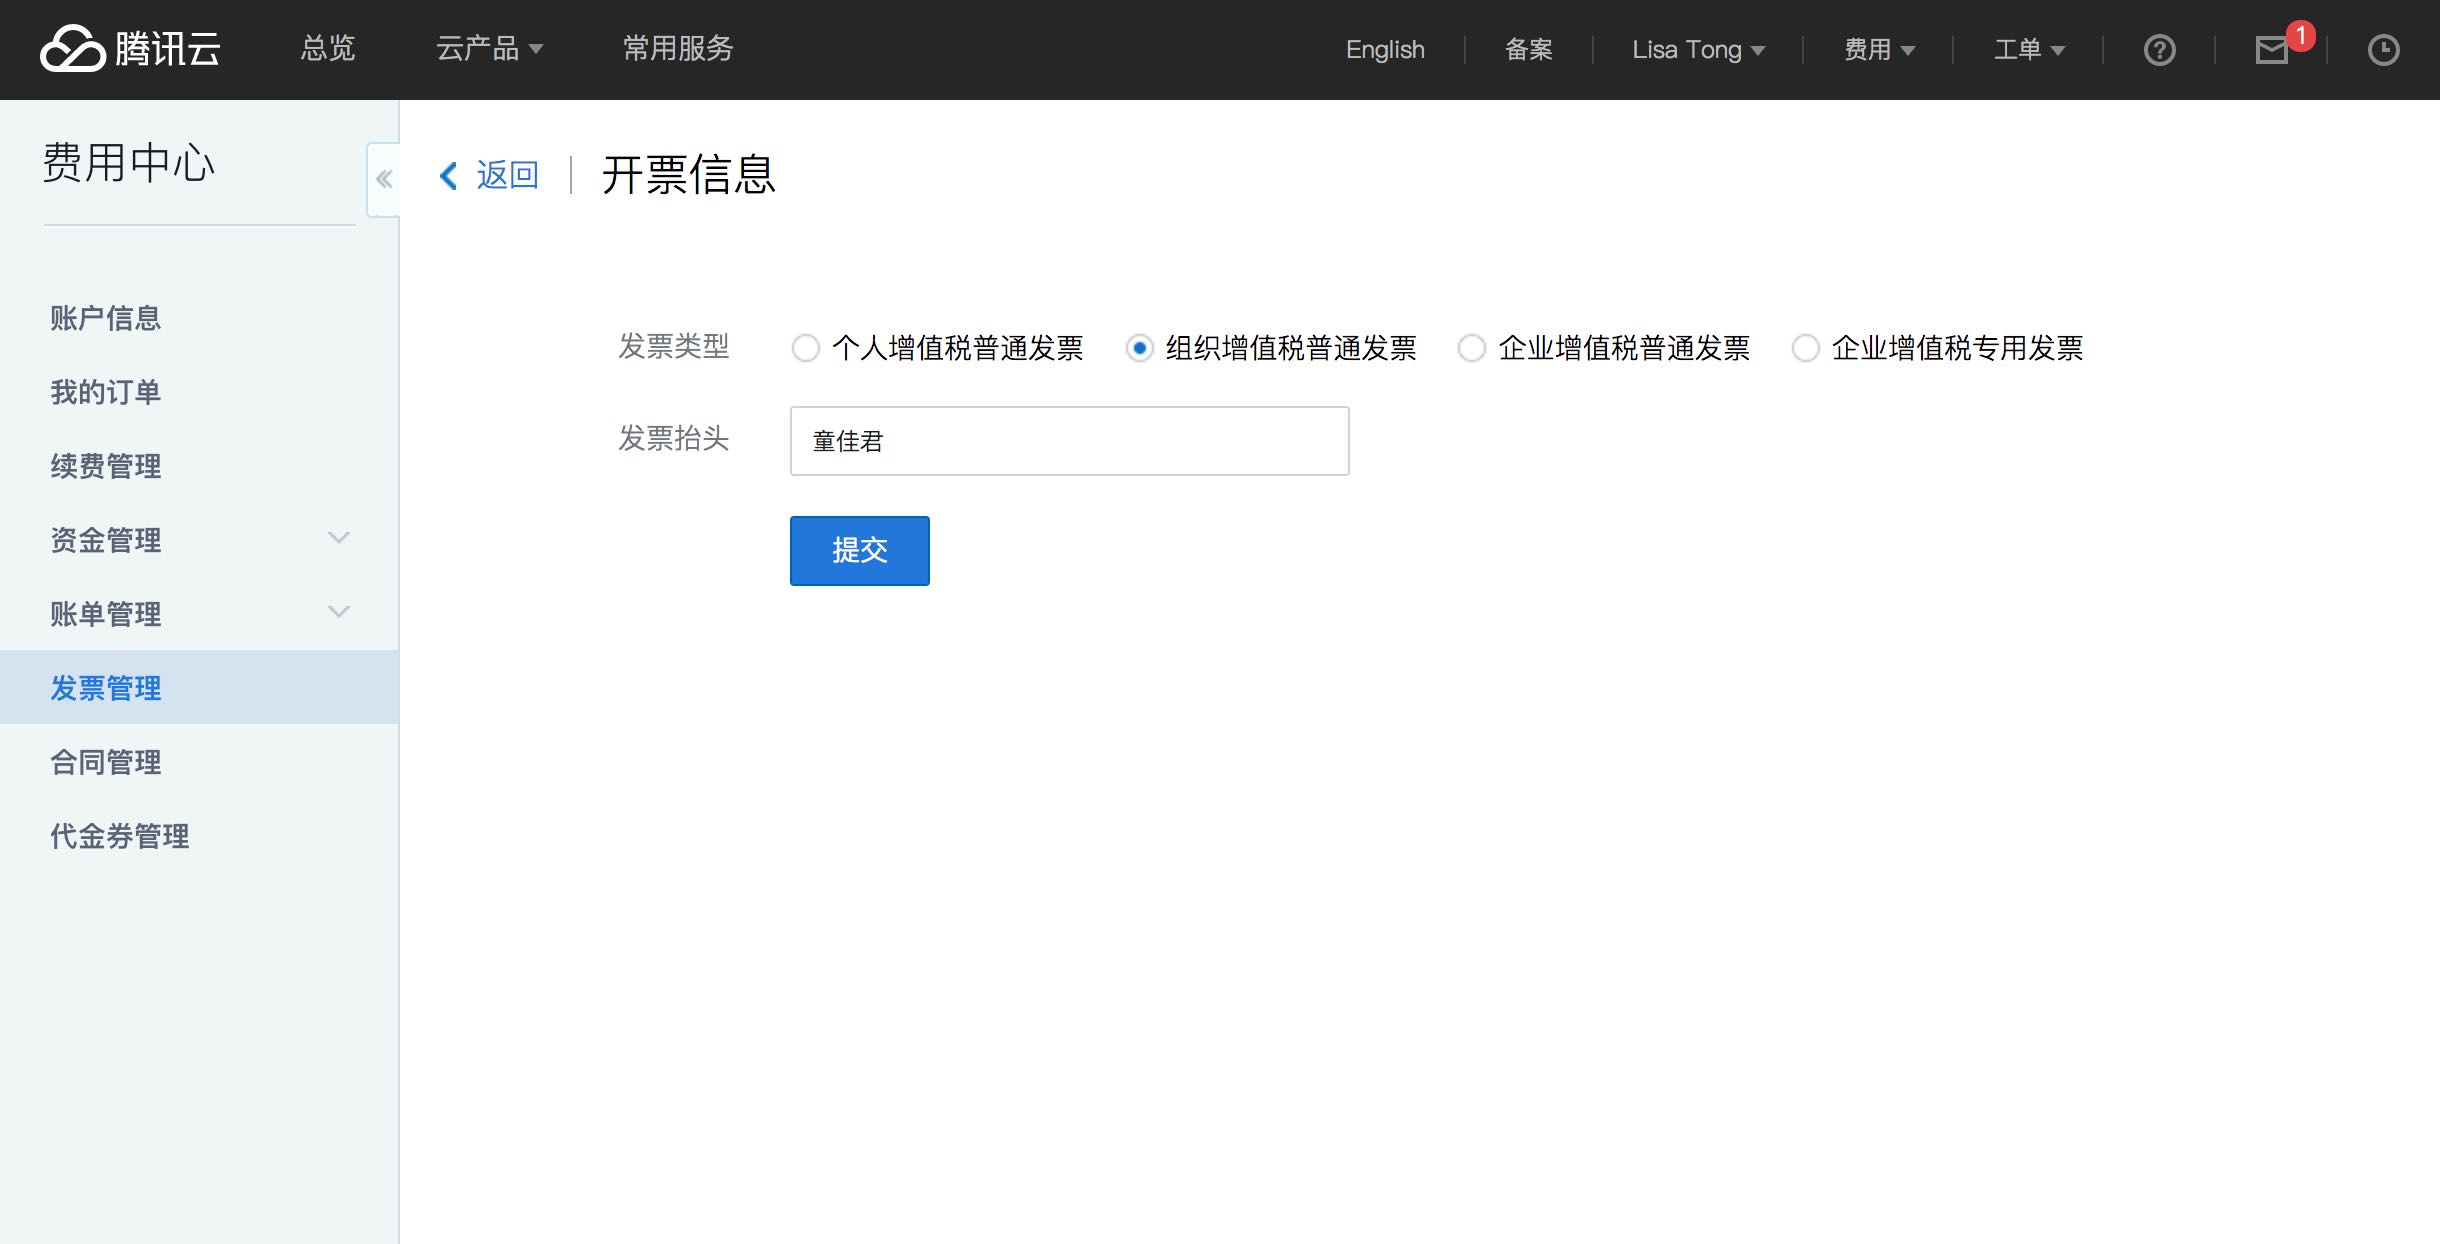 腾讯云 总览 云产品 常用服务 English 备案 Lisa Tong 费用 工单 1
费用中心
账户信息
我的订单
续费管理
资金管理
账单管理
发票管理
合同管理
代金券管理
返回 开票信息
发票类型 个人增值税普通发票 组织增值税普通发票 企业增值税普通发票 企业增值税专用发票
发票抬头 童佳君
提交